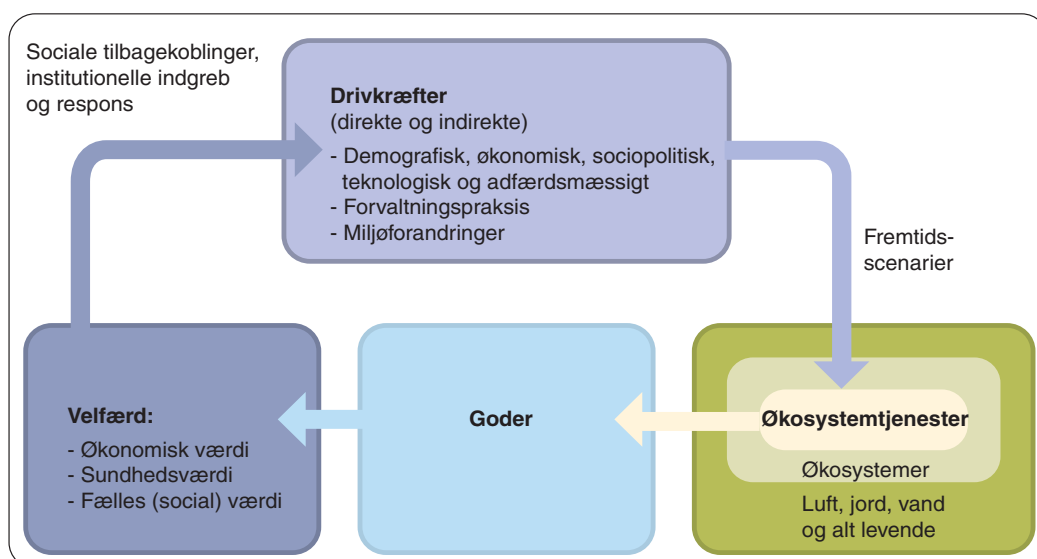 Sociale tilbagekoblinger,
institutionelle indgreb
og respons
Drivkræfter
(direkte og indirekte)
- Demografisk, økonomisk, sociopolitisk,
teknologisk og adfærdsmæssigt
- Forvaltningspraksis
- Miljøforandringer
Fremtids-
scenarier
Velfærd:
- Økonomisk værdi
- Sundhedsværdi
- Fælles (social) værdi
Goder
Økosystemtjenester
Økosystemer
Luft, jord, vand
og alt levende